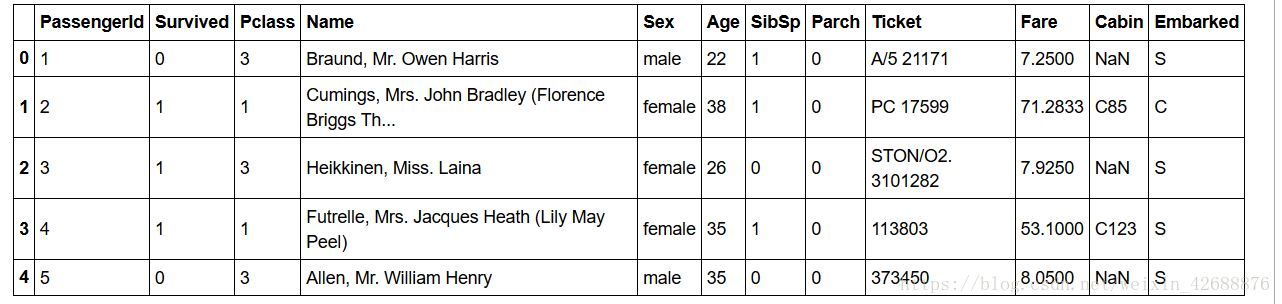 PassengerId Survived Pclass Name Sex Age SibSp Parch Ticket Fare Cabin Embarked
0 1 0 3 Braund, Mr. Owen Harris male 22 1 0 A/5 21171 7.2500 NaN S
1 2 1 1 Cumings, Mrs. John Bradley (Florence Briggs Th... female 38 1 0 PC 17599 71.2833 C85 C
2 3 1 3 Heikkinen, Miss. Laina female 26 0 0 STON/O2. 3101282 7.9250 NaN S
3 4 1 1 Futrelle, Mrs. Jacques Heath (Lily May Peel) female 35 1 0 113803 53.1000 C123 S
4 5 0 3 Allen, Mr. William Henry male 35 0 0 373450 8.0500 NaN S
https://blog.csdn.net/weixin_42688876